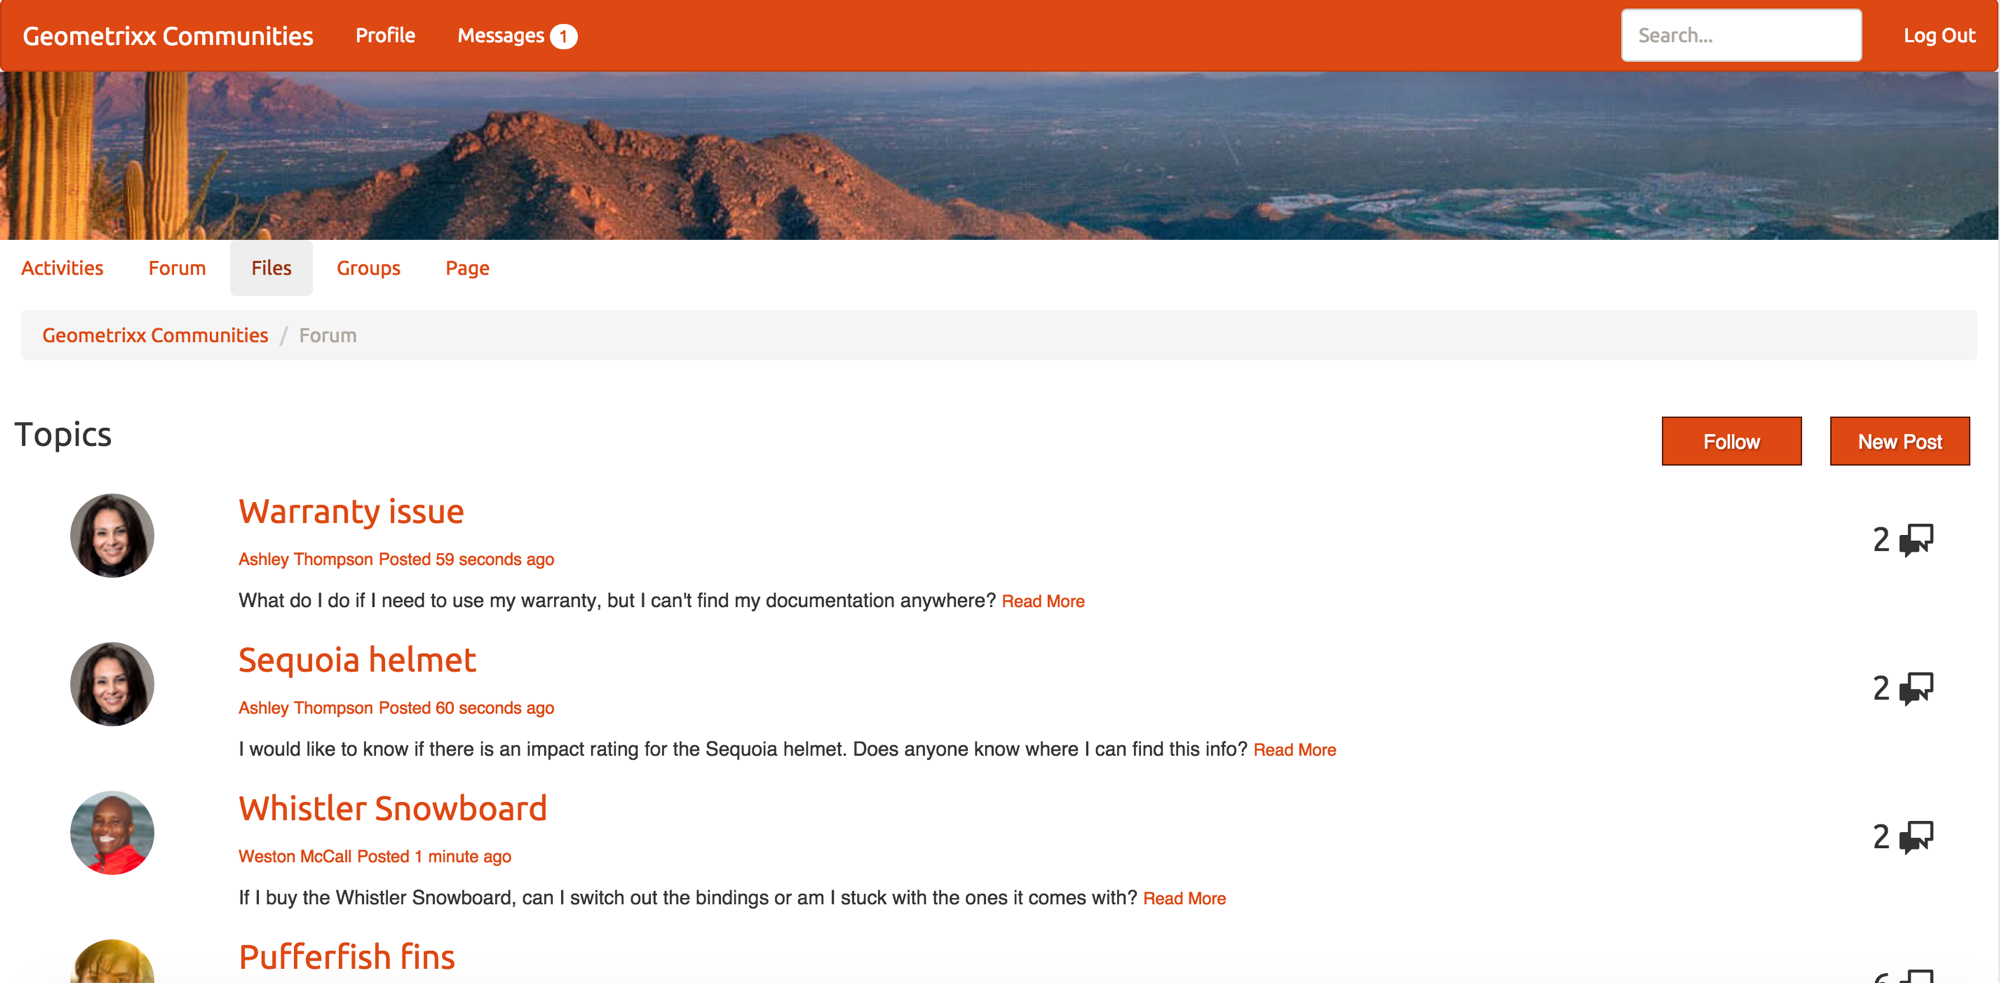 Geometrixx Communities Profile Messages 1 Search... Log Out
Activities Forum Files Groups Page
Geometrixx Communities / Forum
Topics Follow New Post
Warranty issue
2
Ashley Thompson Posted 59 seconds ago
What do I do if I need to use my warranty, but I can't find my documentation anywhere? Read More
Sequoia helmet
2
Ashley Thompson Posted 60 seconds ago
I would like to know if there is an impact rating for the Sequoia helmet. Does anyone know where I can find this info? Read More
Whistler Snowboard
2
Weston McCall Posted 1 minute ago
If I buy the Whistler Snowboard, can I switch out the bindings or am I stuck with the ones it comes with? Read More
Pufferfish fins